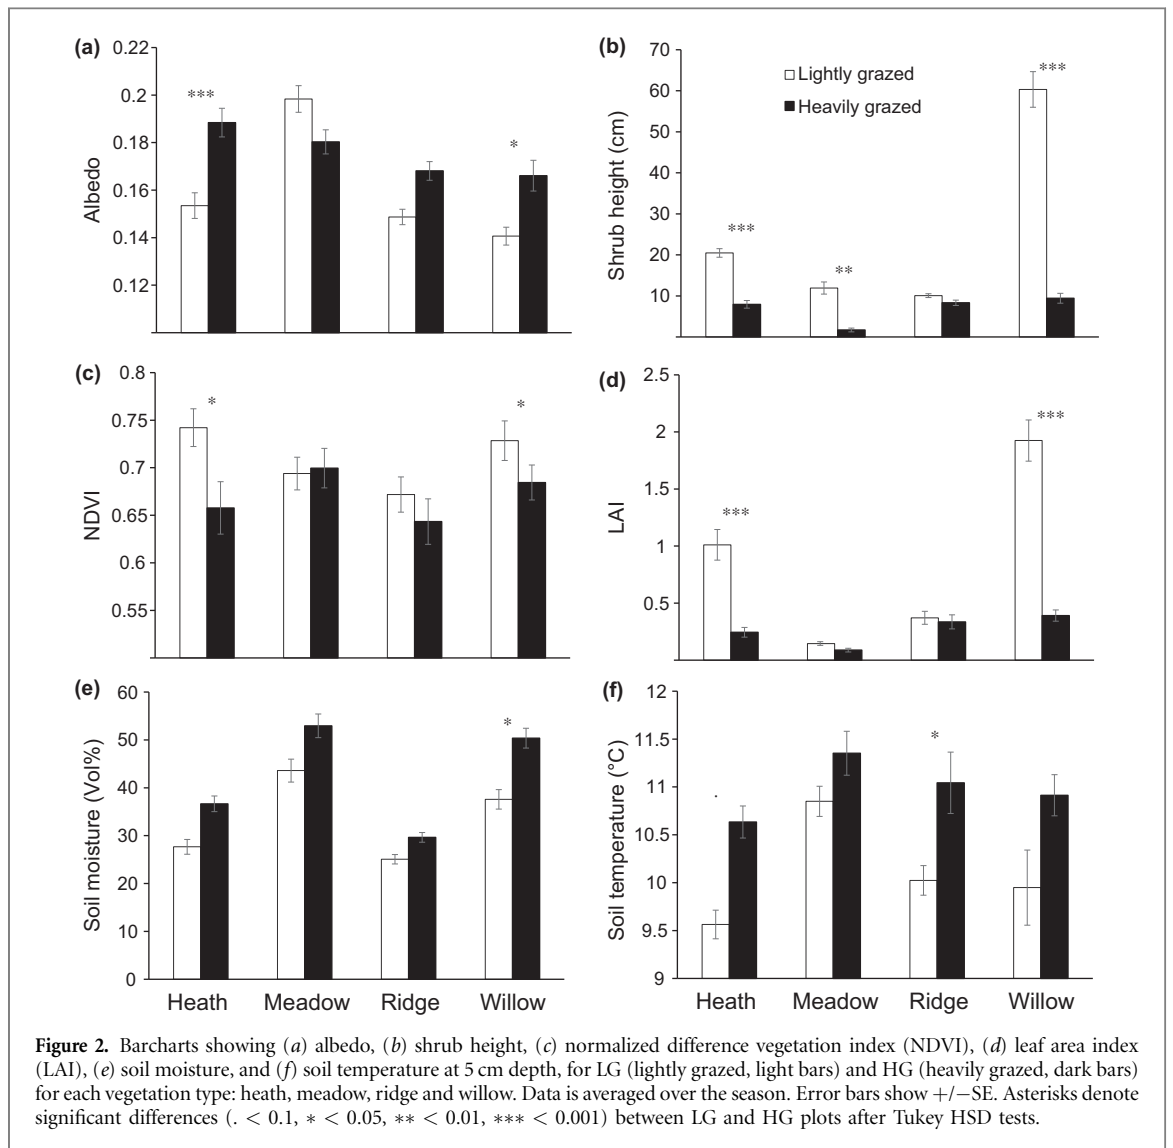 (a)
0.22
0.2
0.18
0.16
0.14
0.12
Albedo
***
*
(b)
70
60
50
40
30
20
10
Shrub height (cm)
Lightly grazed
Heavily grazed
***
**
***
(c)
0.8
0.75
0.7
0.65
0.6
0.55
NDVI
*
*
(d)
2.5
2
1.5
1
0.5
LAI
***
***
(e)
60
50
40
30
20
10
0
Soil moisture (Vol%)
*
Heath Meadow Ridge Willow
(f)
12
11.5
11
10.5
10
9.5
9
Soil temperature (°C)
.
*
Heath Meadow Ridge Willow
Figure 2. Barcharts showing (a) albedo, (b) shrub height, (c) normalized difference vegetation index (NDVI), (d) leaf area index
(LAI), (e) soil moisture, and (f) soil temperature at 5 cm depth, for LG (lightly grazed, light bars) and HG (heavily grazed, dark bars)
for each vegetation type: heath, meadow, ridge and willow. Data is averaged over the season. Error bars show +/−SE. Asterisks denote
significant differences (. < 0.1, * < 0.05, ** < 0.01, *** < 0.001) between LG and HG plots after Tukey HSD tests.